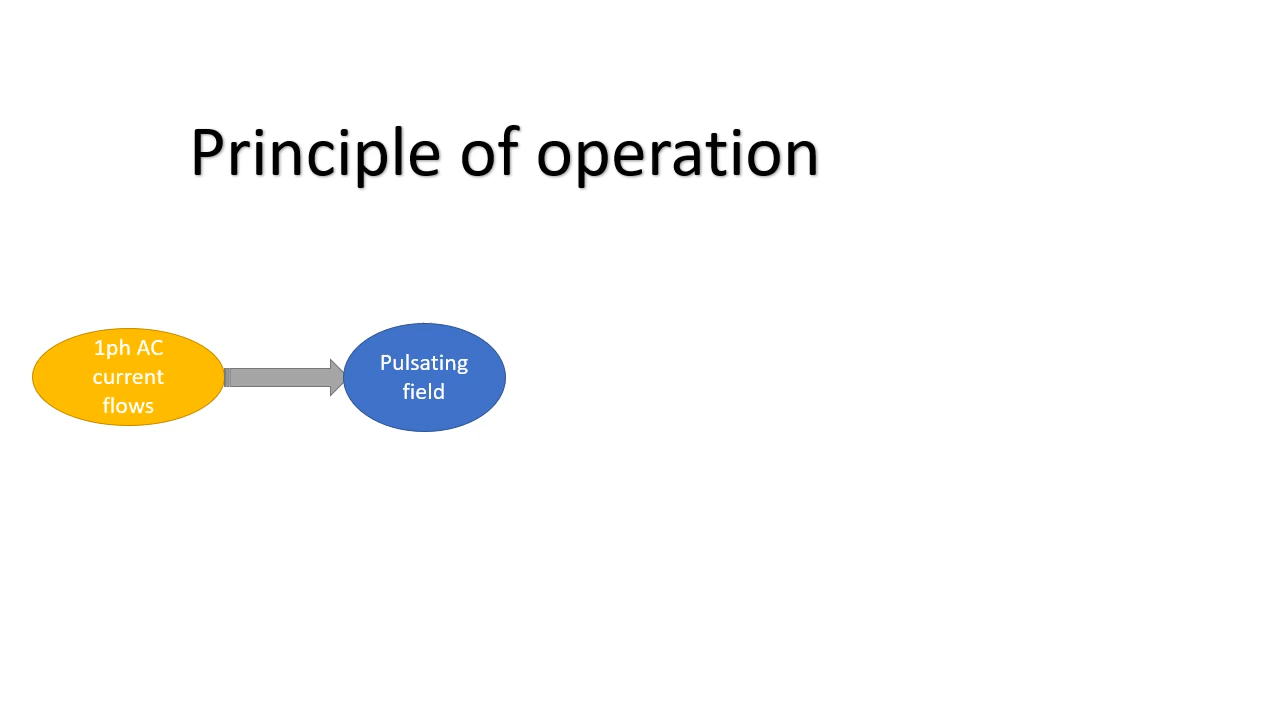 Principle of operation
1ph AC
current
flows
Pulsating
field